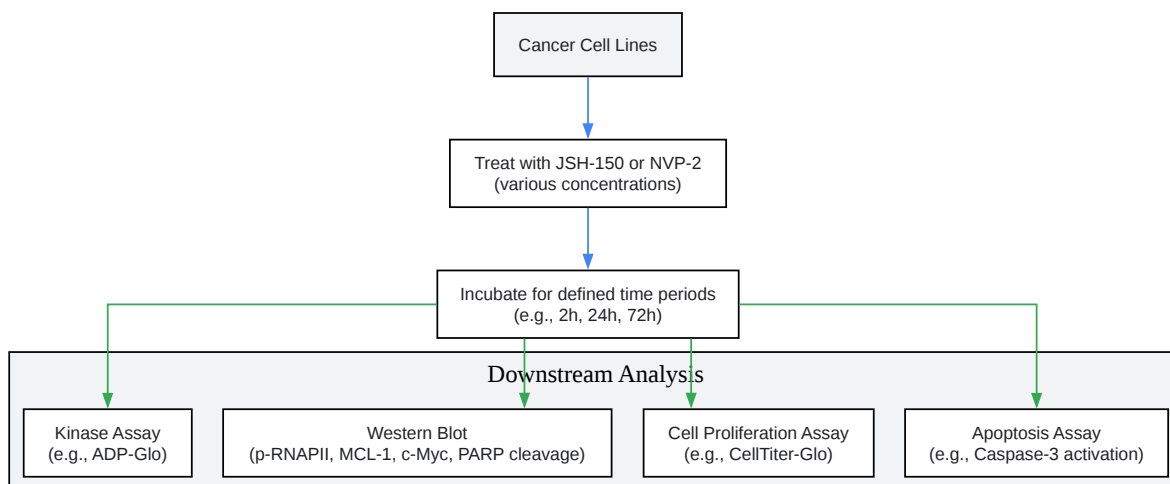 Cancer Cell Lines
Treat with JSH-150 or NVP-2
(various concentrations)
Incubate for defined time periods
(e.g., 2h, 24h, 72h)
Downstream Analysis
Kinase Assay
(e.g., ADP-Glo)
Western Blot
(p-RNAPII, MCL-1, c-Myc, PARP cleavage)
Cell Proliferation Assay
(e.g., CellTiter-Glo)
Apoptosis Assay
(e.g., Caspase-3 activation)